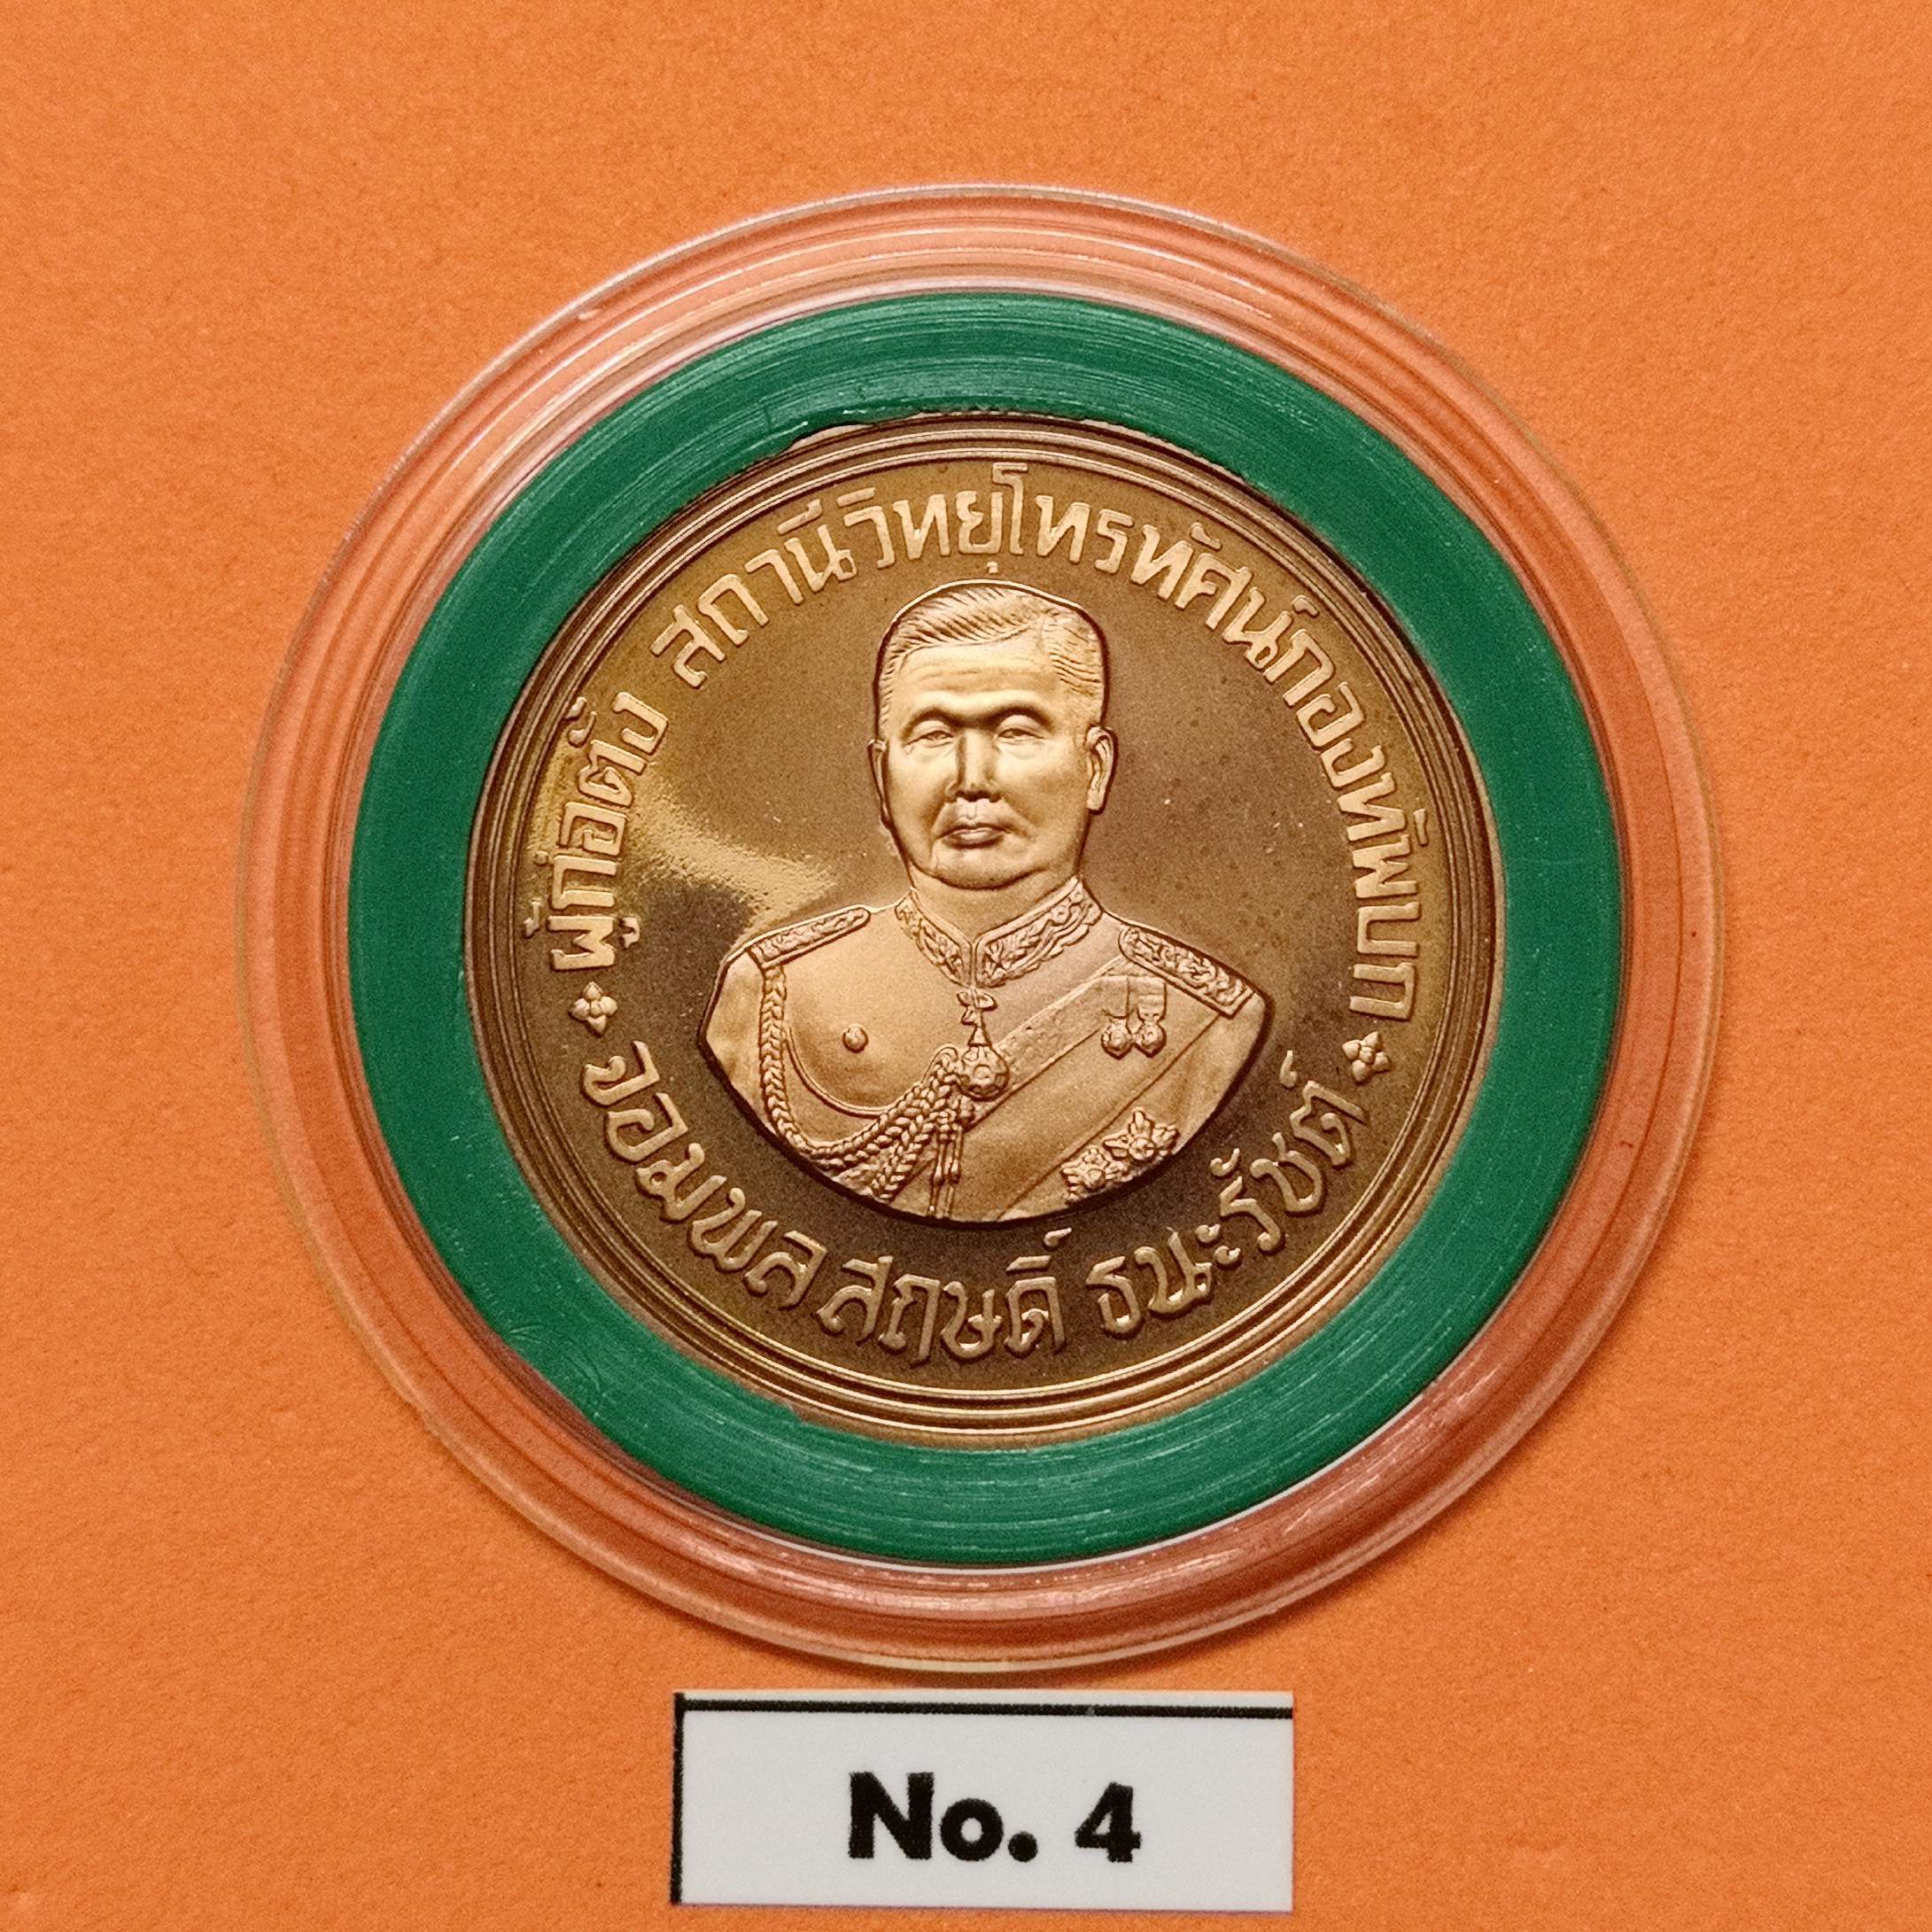 ผู้ก่อตั้ง สถานีวิทยุโทรทัศน์กองทัพบก
จอมพล สฤษดิ์ ธนะรัชต์
No. 4